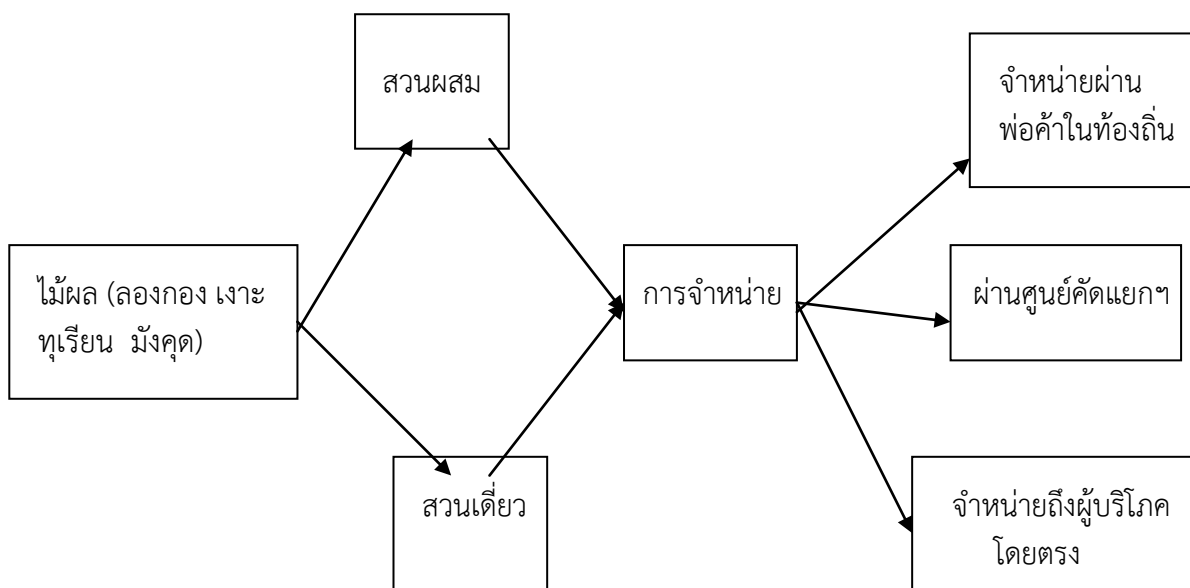 สวนผสม
จำหน่ายผ่าน
พ่อค้าในท้องถิ่น
ไม้ผล (ลองกอง เงาะ
ทุเรียน มังคุด)
การจำหน่าย
ผ่านศูนย์คัดแยกฯ
สวนเดี่ยว
จำหน่ายถึงผู้บริโภค
โดยตรง